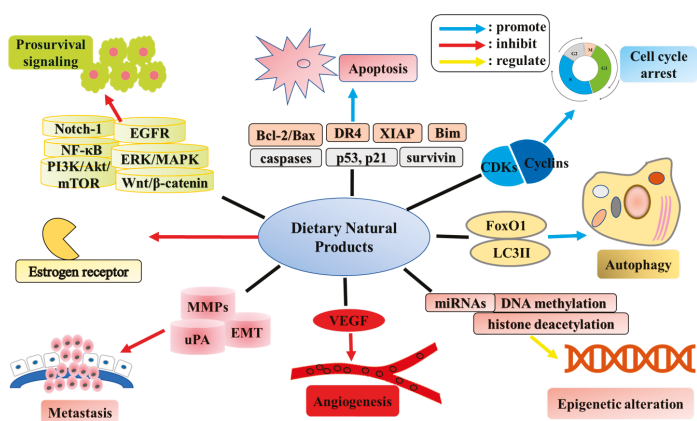 Prosurvival
signaling
Notch-1
EGFR
NF-κB
ERK/MAPK
PI3K/Akt/
mTOR
Wnt/β-catenin
Apoptosis
Bcl-2/Bax
DR4
XIAP
Bim
caspases
p53, p21
survivin
: promote
: inhibit
: regulate
G2
M
G1
S
Cell cycle
arrest
CDKs
Cyclins
Dietary Natural
Products
FoxO1
LC3II
Autophagy
Estrogen receptor
MMPs
uPA
EMT
Metastasis
VEGF
Angiogenesis
miRNAs
DNA methylation
histone deacetylation
Epigenetic alteration